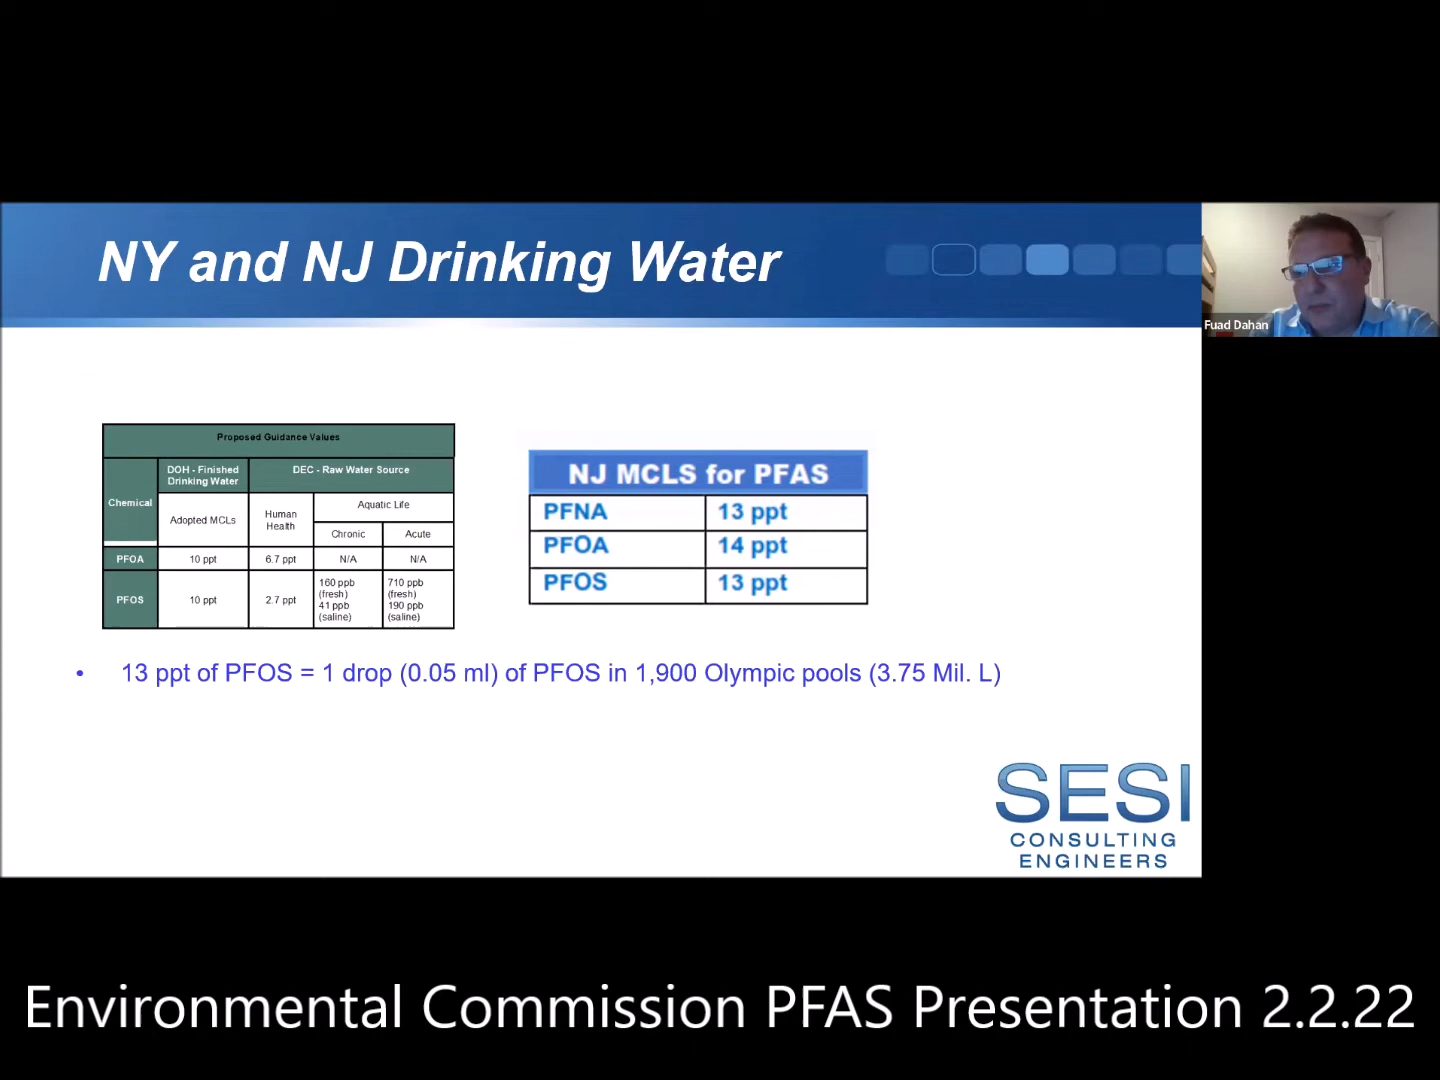 NY and NJ Drinking Water
Fuad Dahan
Proposed Guidance Values
Chemical
DOH - Finished
Drinking Water
DEC - Raw Water Source
Adopted MCLs
Human
Health
Aquatic Life
Chronic
Acute
PFOA
10 ppt
6.7 ppt
N/A
N/A
PFOS
10 ppt
2.7 ppt
160 ppb
(fresh)
41 ppb
(saline)
710 ppb
(fresh)
190 ppb
(saline)
NJ MCLS for PFAS
PFNA
13 ppt
PFOA
14 ppt
PFOS
13 ppt
• 13 ppt of PFOS = 1 drop (0.05 ml) of PFOS in 1,900 Olympic pools (3.75 Mil. L)
SESI
CONSULTING
ENGINEERS
Environmental Commission PFAS Presentation 2.2.22